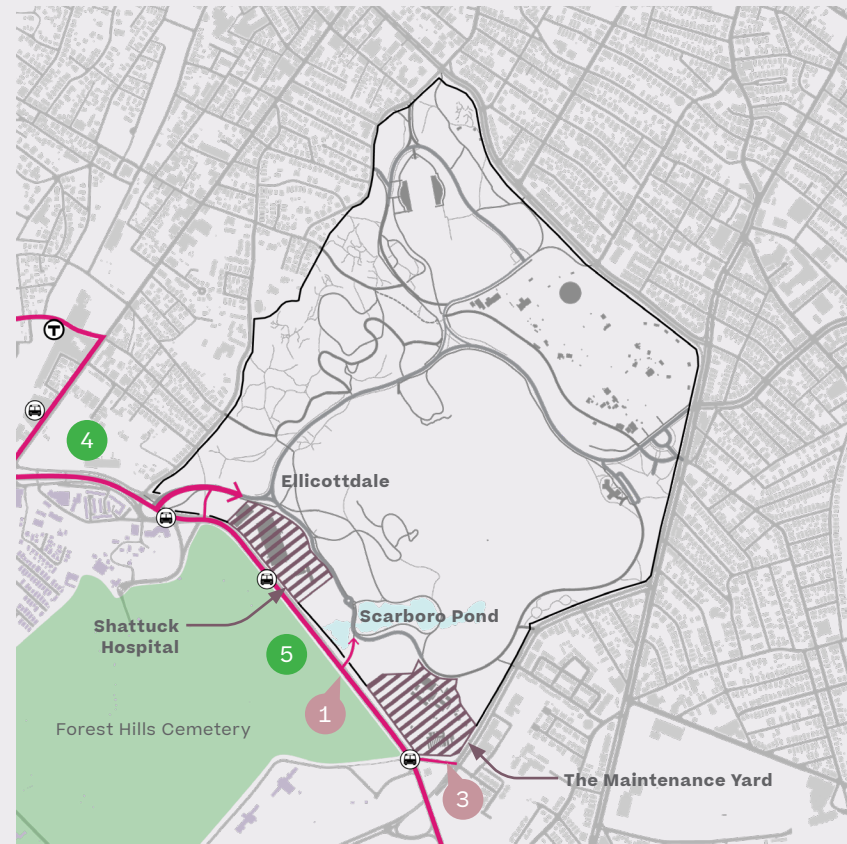 T
4
Ellicottdale
Scarboro Pond
Shattuck
Hospital
5
1
Forest Hills Cemetery
The Maintenance Yard
3